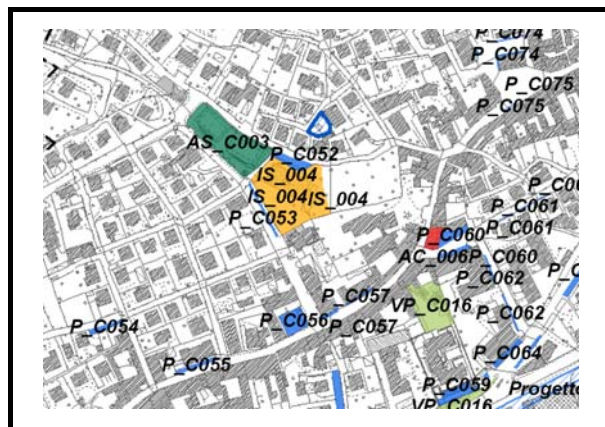 P_C074
P_C074
P_C075
P_C075
AS_C003
P_C052
IS_004
IS_004
IS_004
P_C053
P_C061
P_C061
P_C060
AC_006
P_C060
P_C062
P_C057
VP_C016
P_C056
P_C057
P_C062
P_C054
P_C064
P_C055
P_C059
Progetto
VP_C016